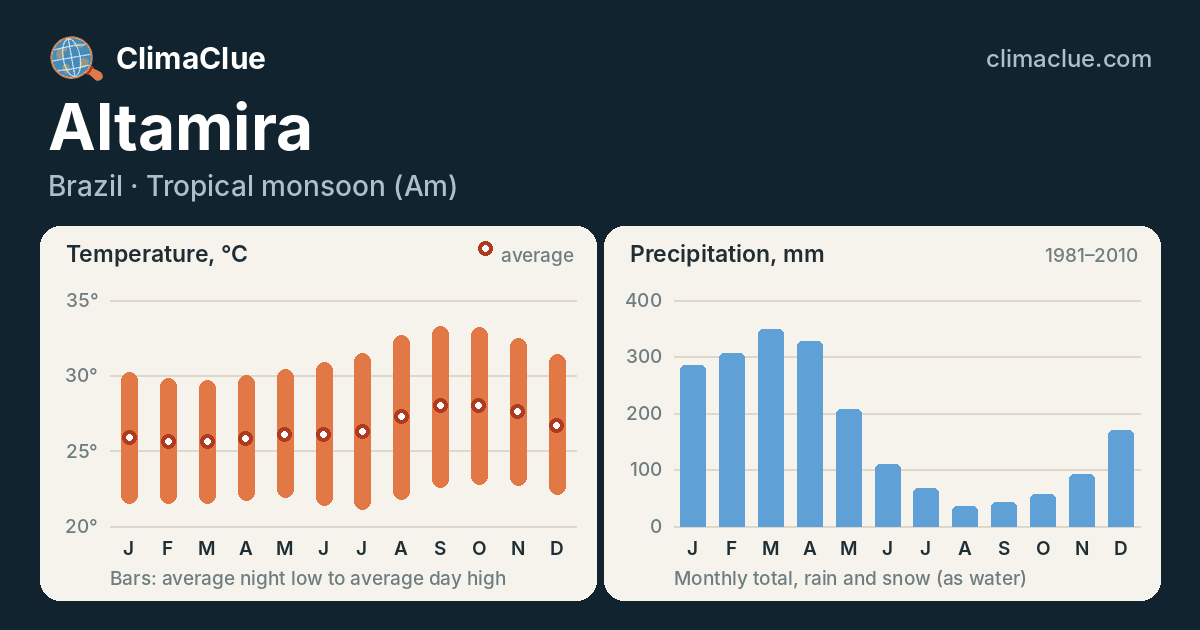 ClimaClue
climaclue.com
Altamira
Brazil · Tropical monsoon (Am)
Temperature, °C
average
35°
30°
25°
20°
J F M A M J J A S O N D
Bars: average night low to average day high
Precipitation, mm
1981–2010
400
300
200
100
0
J F M A M J J A S O N D
Monthly total, rain and snow (as water)